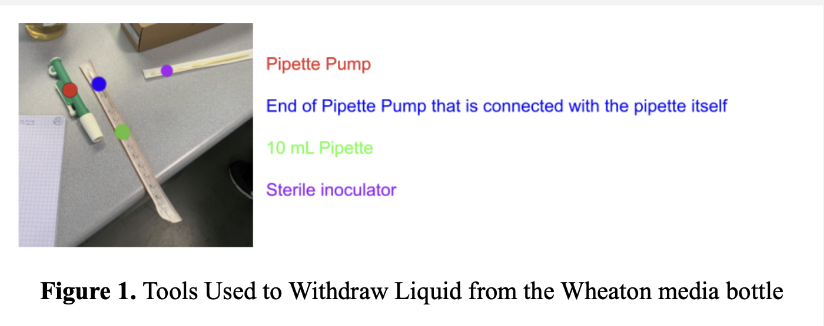 Pipette Pump
End of Pipette Pump that is connected with the pipette itself
10 mL Pipette
Sterile inoculator
Figure 1. Tools Used to Withdraw Liquid from the Wheaton media bottle